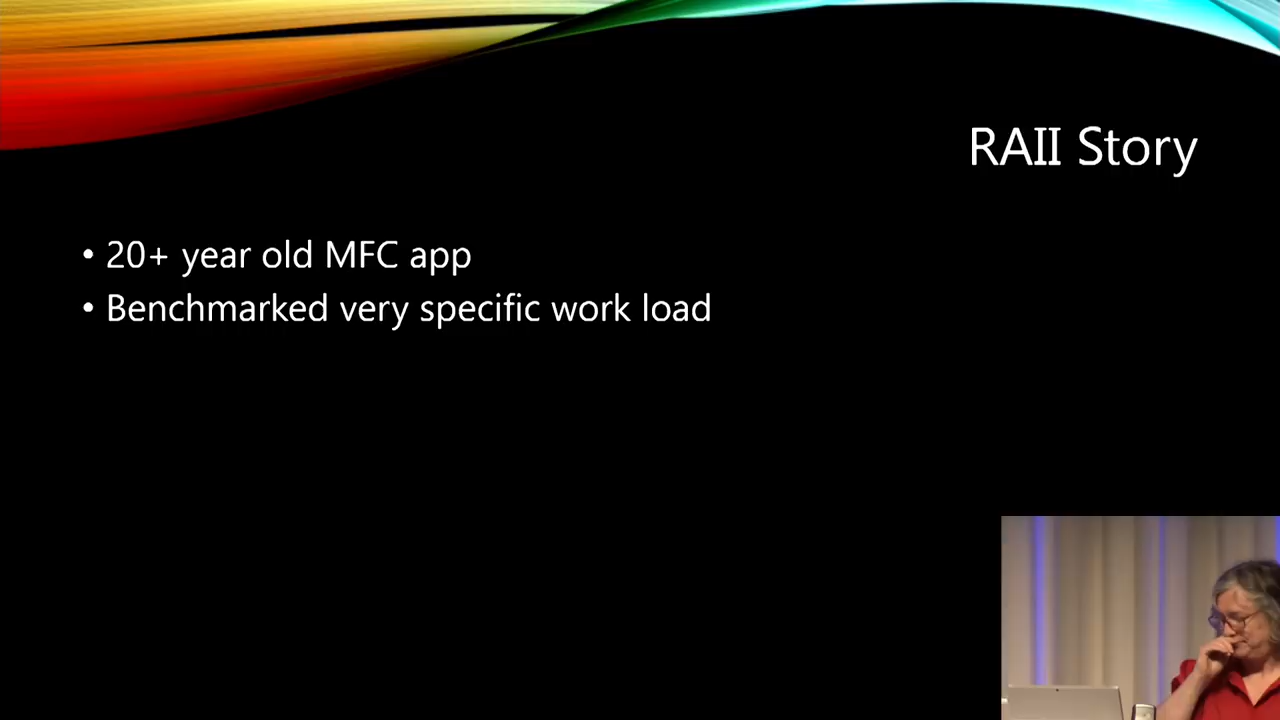 RAII Story
• 20+ year old MFC app
• Benchmarked very specific work load